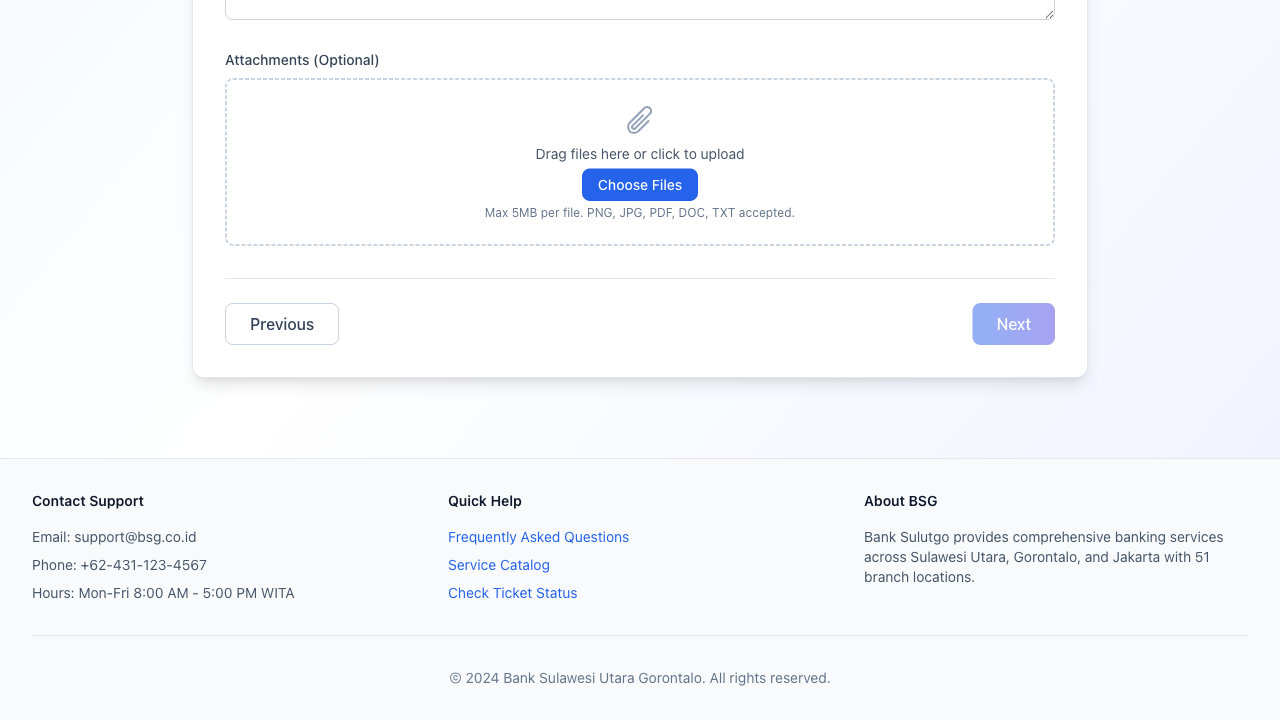 Attachments (Optional)
Drag files here or click to upload
Choose Files
Max 5MB per file. PNG, JPG, PDF, DOC, TXT accepted.
Previous
Next
Contact Support
Email: support@bsg.co.id
Phone: +62-431-123-4567
Hours: Mon-Fri 8:00 AM - 5:00 PM WITA
Quick Help
Frequently Asked Questions
Service Catalog
Check Ticket Status
About BSG
Bank Sulutgo provides comprehensive banking services
across Sulawesi Utara, Gorontalo, and Jakarta with 51
branch locations.
© 2024 Bank Sulawesi Utara Gorontalo. All rights reserved.